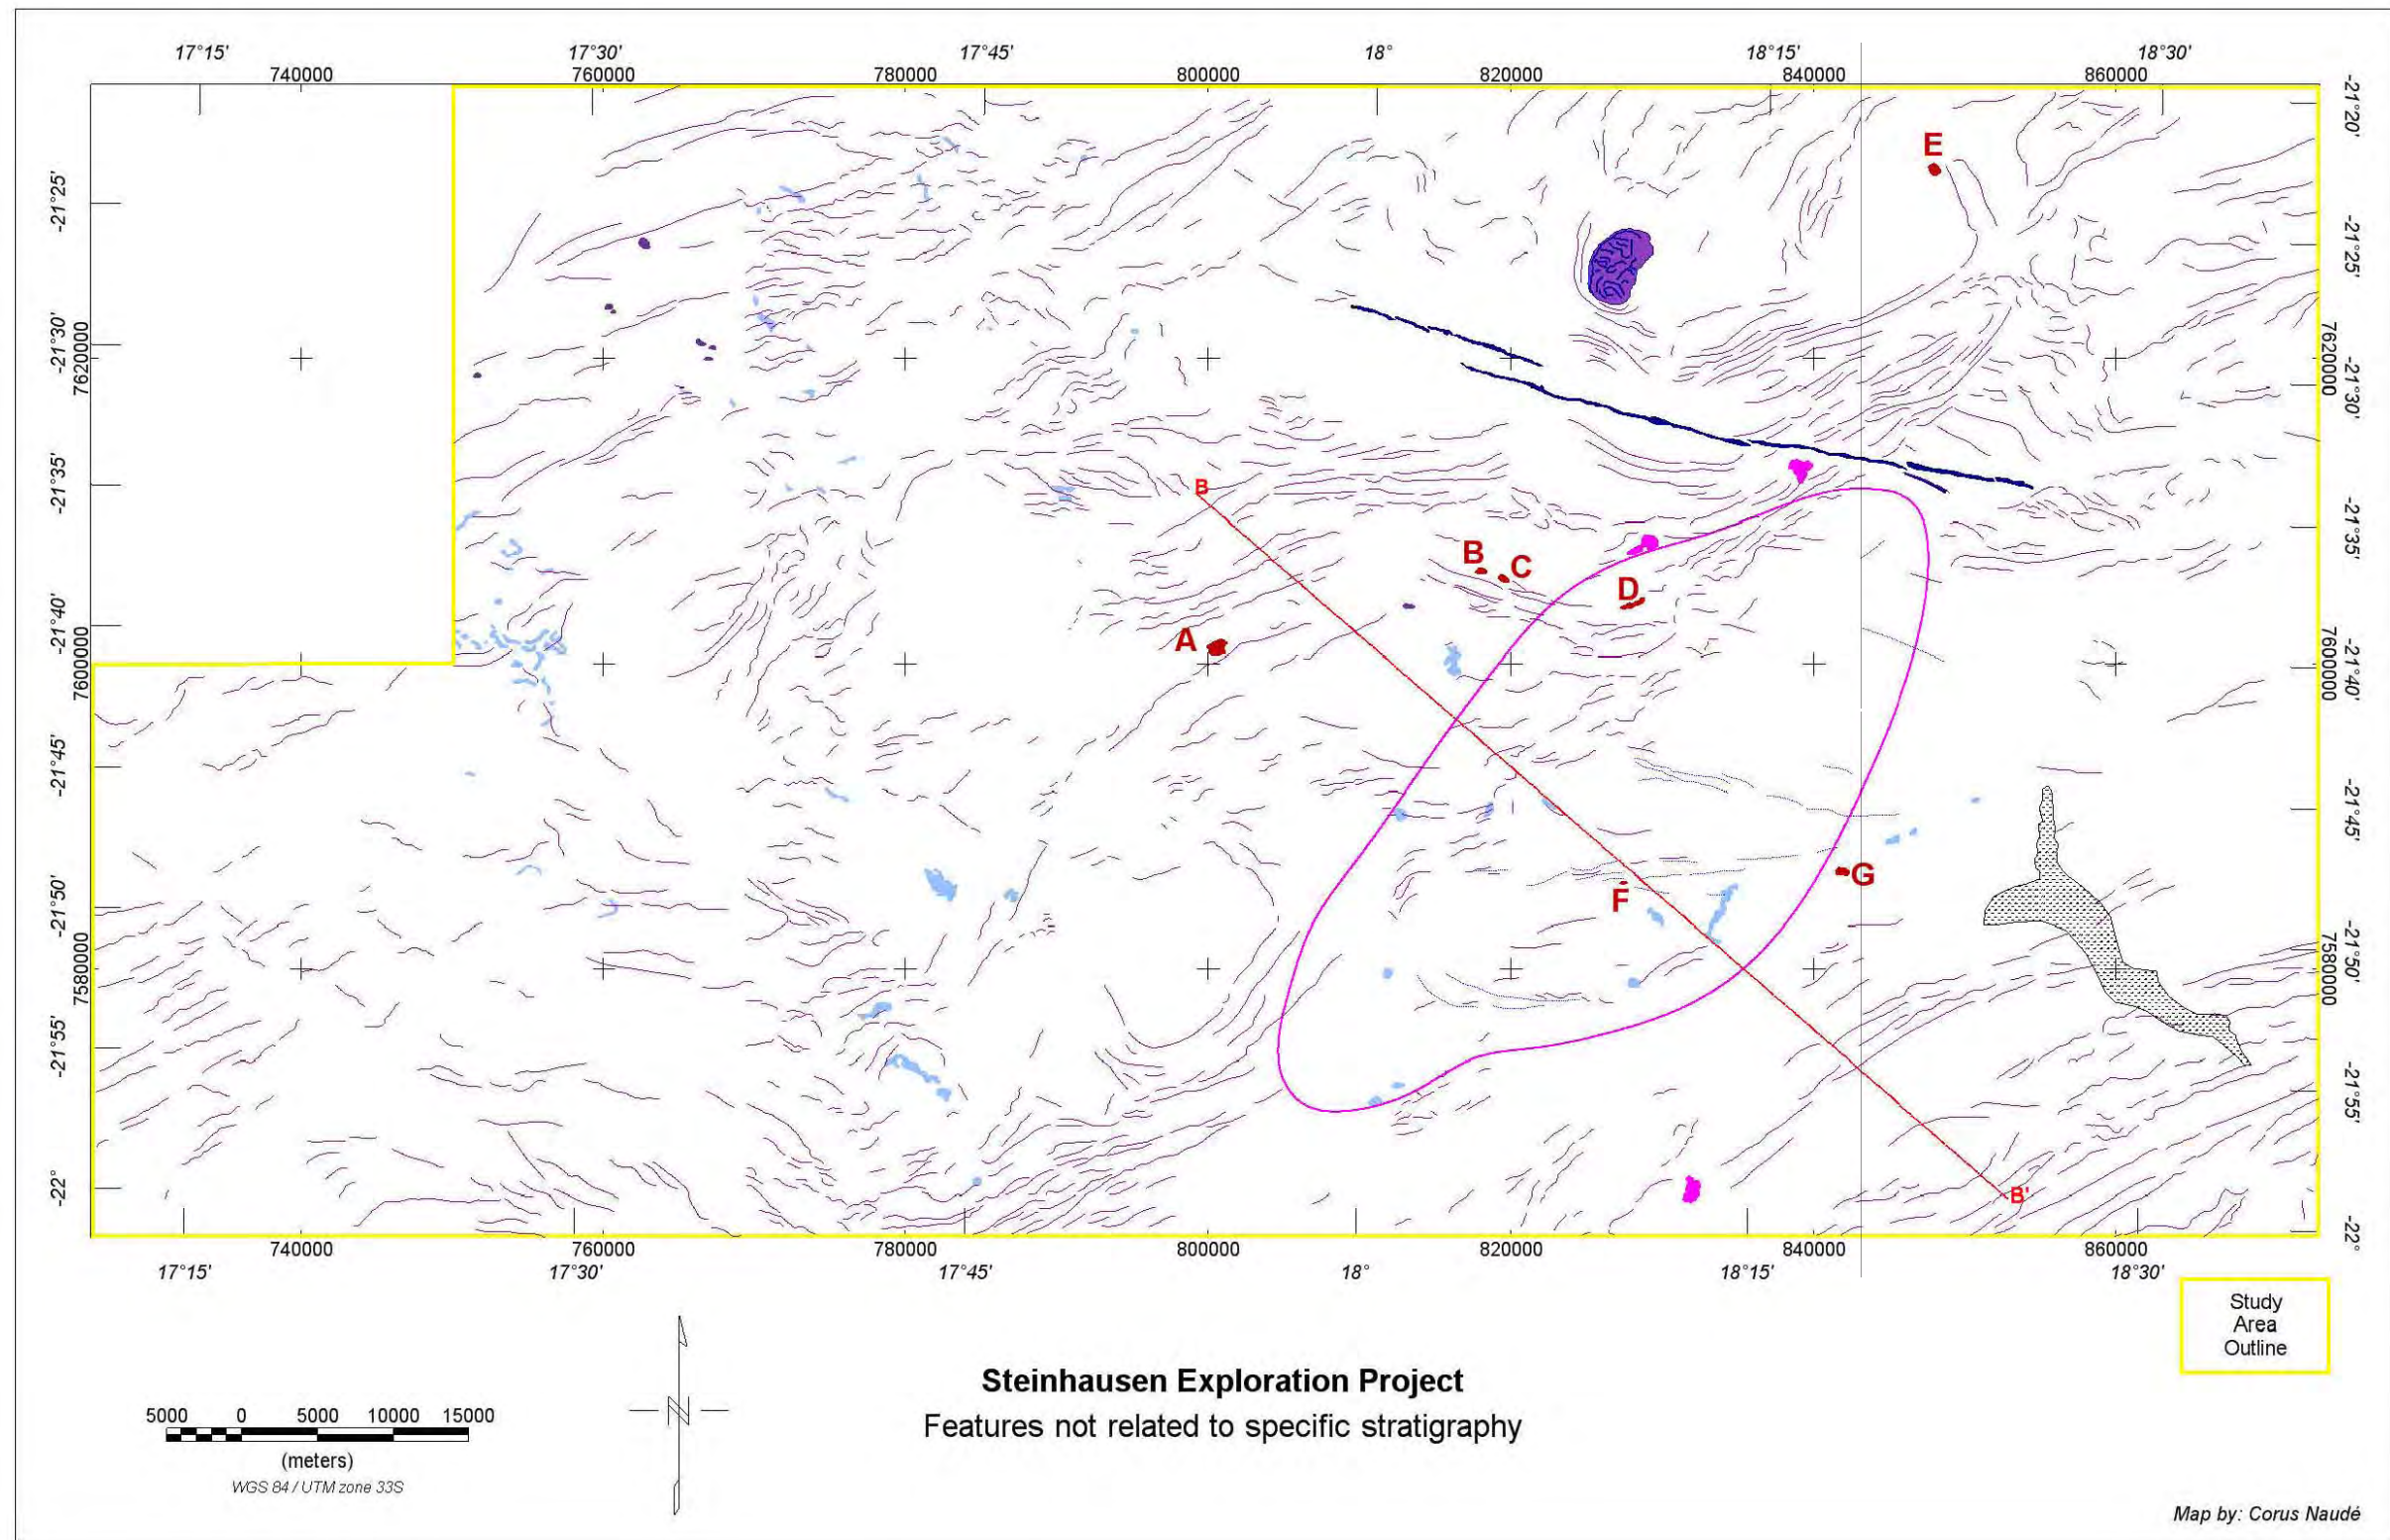 17°15' 17°30' 17°45' 18° 18°15' 18°30'
740000 760000 780000 800000 820000 840000 860000
-21°20'
-21°25'
-21°25'
-21°30'
7620000
7620000
-21°30'
-21°35'
-21°35'
-21°40'
7600000
7600000
-21°40'
-21°45'
-21°45'
-21°50'
7580000
7580000
-21°50'
-21°55'
-21°55'
-22°
-22°
E
B
B
C
D
A
G
F
B'
740000 760000 780000 800000 820000 840000 860000
17°15' 17°30' 17°45' 18° 18°15' 18°30'
Study
Area
Outline
5000 0 5000 10000 15000
(meters)
WGS 84 / UTM zone 33S
N
Steinhausen Exploration Project
Features not related to specific stratigraphy
Map by: Corus Naudé